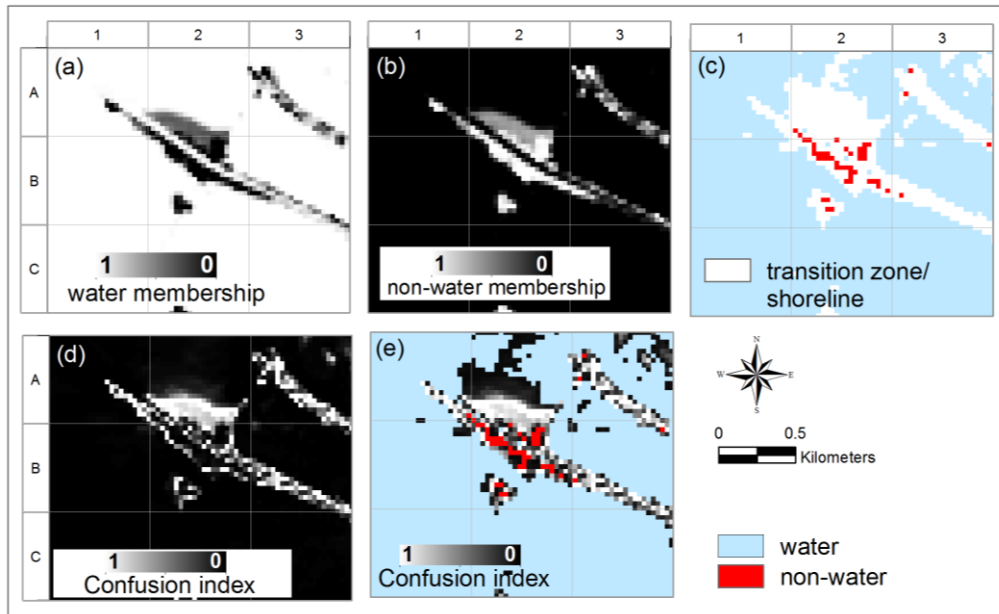 1 2 3
1 2 3
1 2 3
A
B
C
(a)
1 0
water membership
(b)
1 0
non-water membership
(c)
transition zone/
shoreline
A
B
C
(d)
1 0
Confusion index
(e)
1 0
Confusion index
N
W E
S
0 0.5
Kilometers
water
non-water